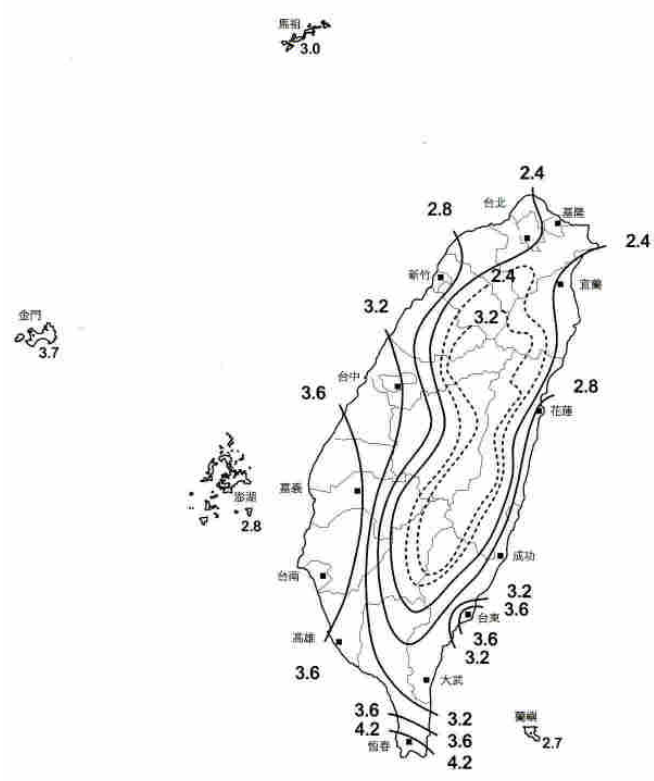 馬祖
3.0
2.4
台北
基隆
2.8
2.4
新竹
2.4
宜蘭
3.2
3.2
金門
3.7
台中
3.6
2.8
花蓮
澎湖
2.8
嘉義
成功
台南
3.2
3.6
台東
3.6
3.2
高雄
3.6
大武
3.6
3.2
蘭嶼
2.7
4.2
3.6
恆春
4.2